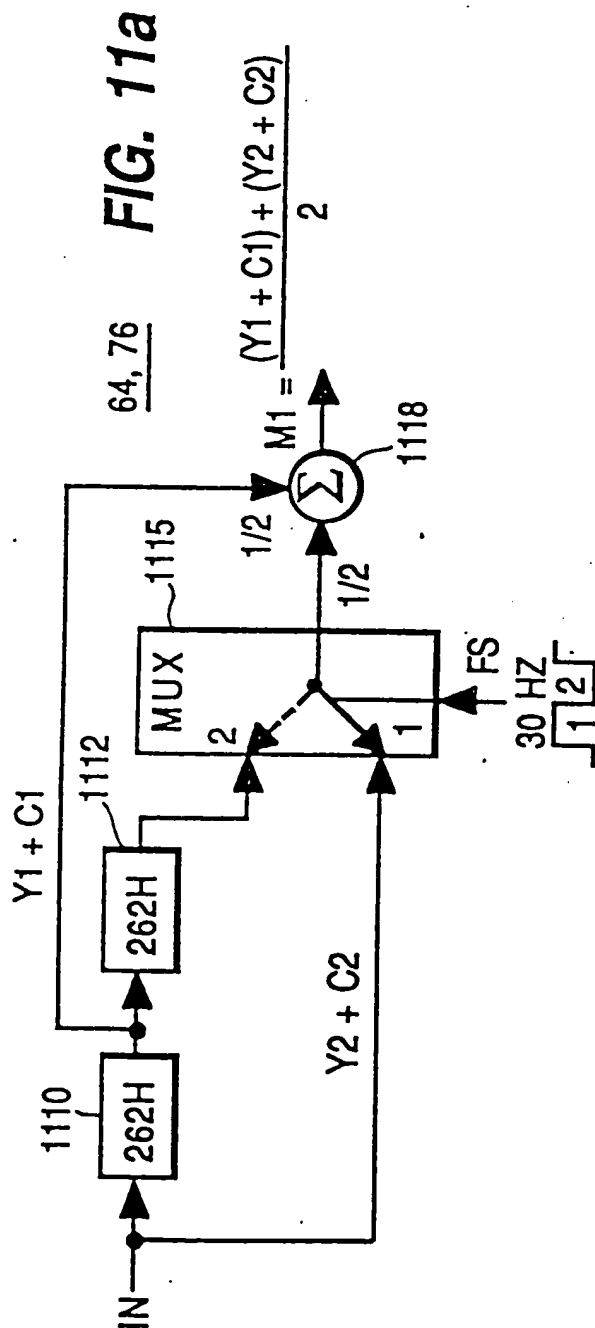 FIG. 11a
64, 76
Y1 + C1
1110
262H
1112
262H
1115
MUX
2
1
IN
Y2 + C2
1/2
1/2
Σ
1118
M1 = (Y1 + C1) + (Y2 + C2)
2
FS
30 HZ
1 2